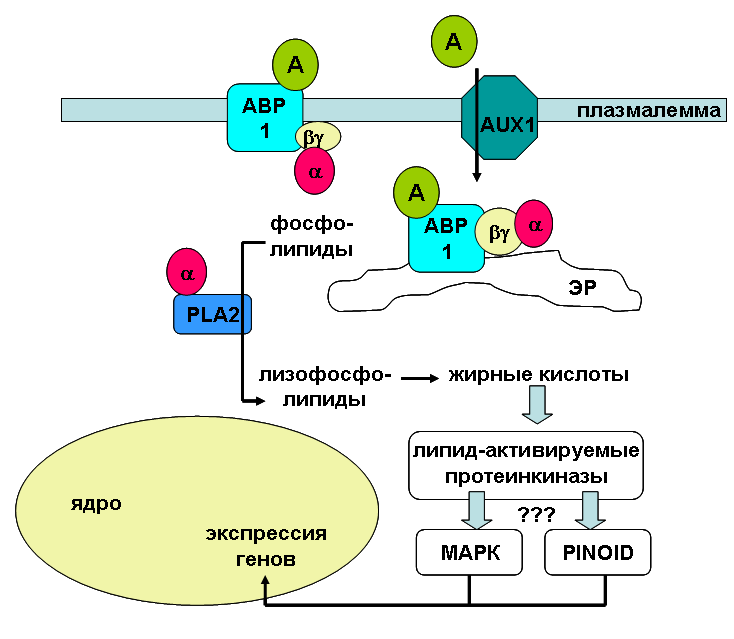 A
A
ABP
1
βγ
α
AUX1
плазмалемма
A
ABP
1
βγ
α
ЭР
фосфо-
липиды
α
PLA2
лизофосфо-
липиды
жирные кислоты
липид-активируемые
протеинкиназы
???
МАРК
PINOID
ядро
экспрессия
генов